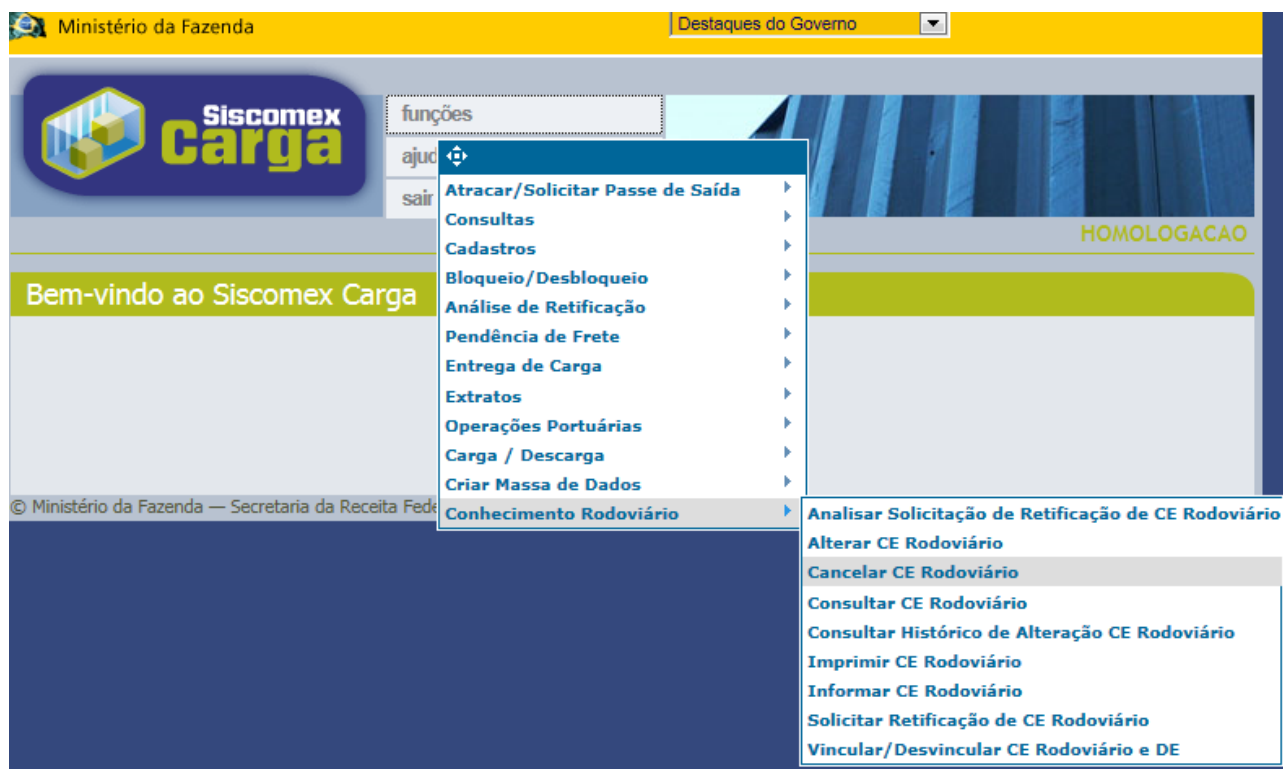 Ministério da Fazenda
Destaques do Governo
Siscomex
Carga
funções
ajud
sair
Atracar/Solicitar Passe de Saída
Consultas
Cadastros
Bloqueio/Desbloqueio
Análise de Retificação
Pendência de Frete
Entrega de Carga
Extratos
Operações Portuárias
Carga / Descarga
Criar Massa de Dados
Conhecimento Rodoviário
HOMOLOGACAO
Bem-vindo ao Siscomex Carga
© Ministério da Fazenda — Secretaria da Receita Fede
Analisar Solicitação de Retificação de CE Rodoviário
Alterar CE Rodoviário
Cancelar CE Rodoviário
Consultar CE Rodoviário
Consultar Histórico de Alteração CE Rodoviário
Imprimir CE Rodoviário
Informar CE Rodoviário
Solicitar Retificação de CE Rodoviário
Vincular/Desvincular CE Rodoviário e DE